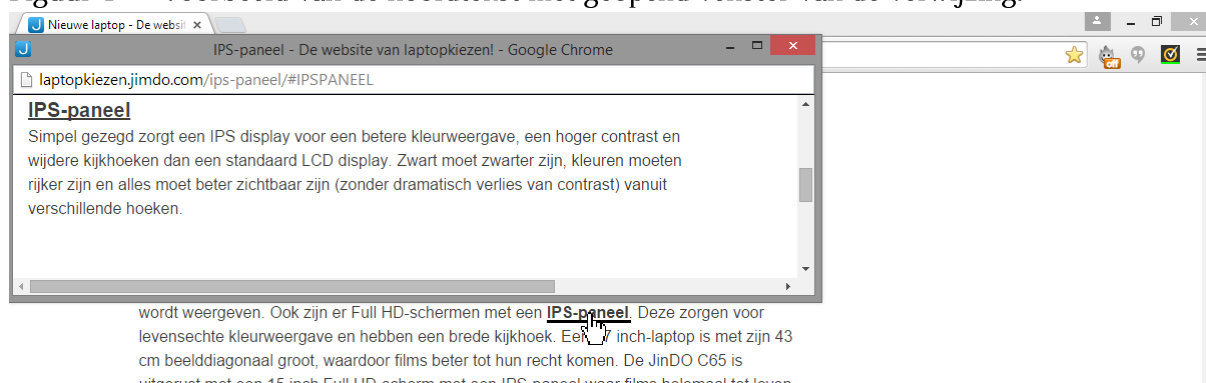 Nieuwe laptop - De websit
IPS-paneel - De website van laptopkiezen! - Google Chrome
laptopkiezen.jimdo.com/ips-paneel/#IPSPANEEL
off
IPS-paneel
Simpel gezegd zorgt een IPS display voor een betere kleurweergave, een hoger contrast en
wijdere kijkhoeken dan een standaard LCD display. Zwart moet zwarter zijn, kleuren moeten
rijker zijn en alles moet beter zichtbaar zijn (zonder dramatisch verlies van contrast) vanuit
verschillende hoeken.
wordt weergeven. Ook zijn er Full HD-schermen met een IPS-paneel. Deze zorgen voor
levensechte kleurweergave en hebben een brede kijkhoek. 7 inch-laptop is met zijn 43
cm beelddiagonaal groot, waardoor films beter tot hun recht komen. De JinDO C65 is